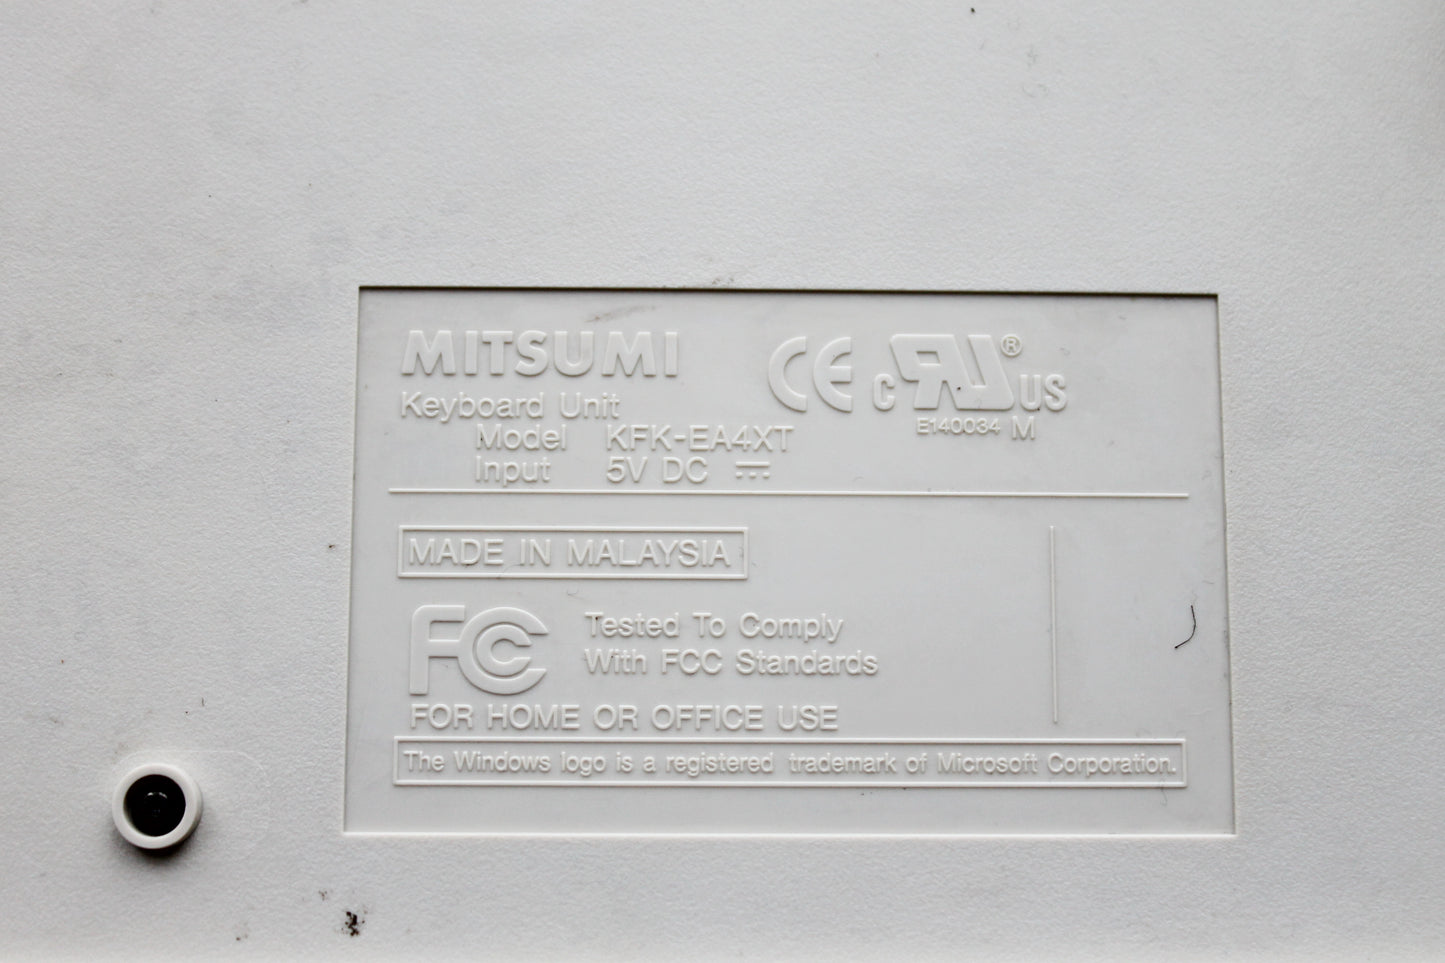 MITSUMI
CE c RU ® US
Keyboard Unit
E140034 M
Model KFK-EA4XT
Input 5V DC
MADE IN MALAYSIA
FC Tested To Comply
With FCC Standards
FOR HOME OR OFFICE USE
The Windows logo is a registered trademark of Microsoft Corporation.